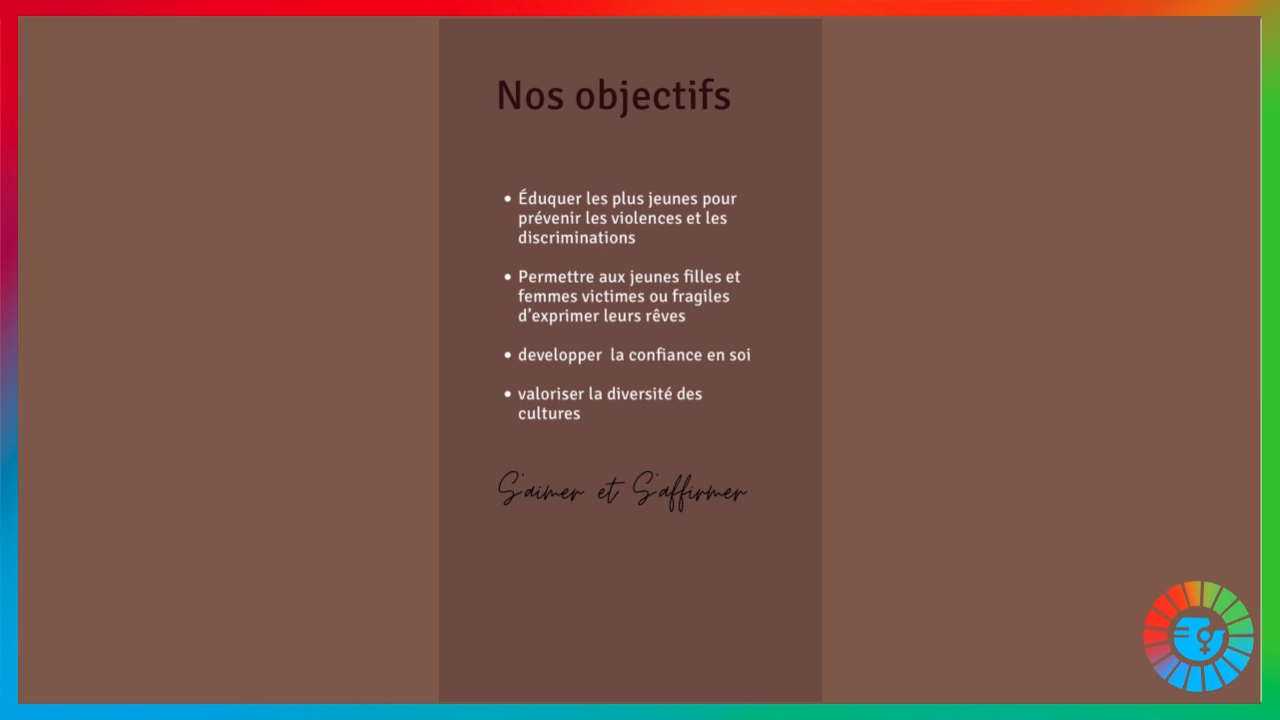 Nos objectifs
• Éduquer les plus jeunes pour
prévenir les violences et les
discriminations
• Permettre aux jeunes filles et
femmes victimes ou fragiles
d'exprimer leurs rêves
• developper  la confiance en soi
• valoriser la diversité des
cultures
S'aimer et S'affirmer